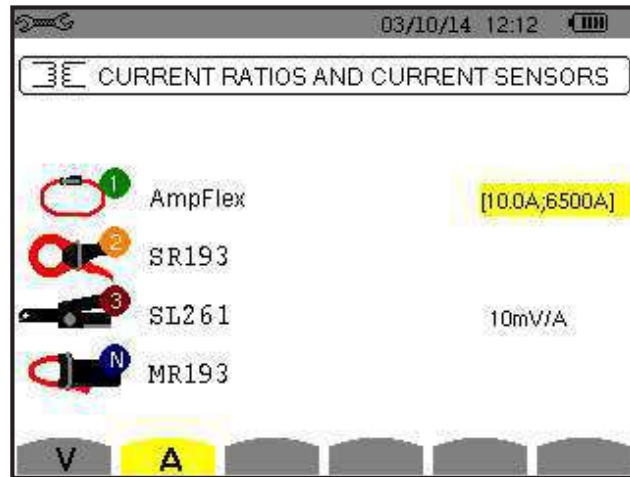 03/10/14 12:12
CURRENT RATIOS AND CURRENT SENSORS
1 AmpFlex [10.0A;6500A]
2 SR193
3 SL261 10mV/A
N MR193
V A